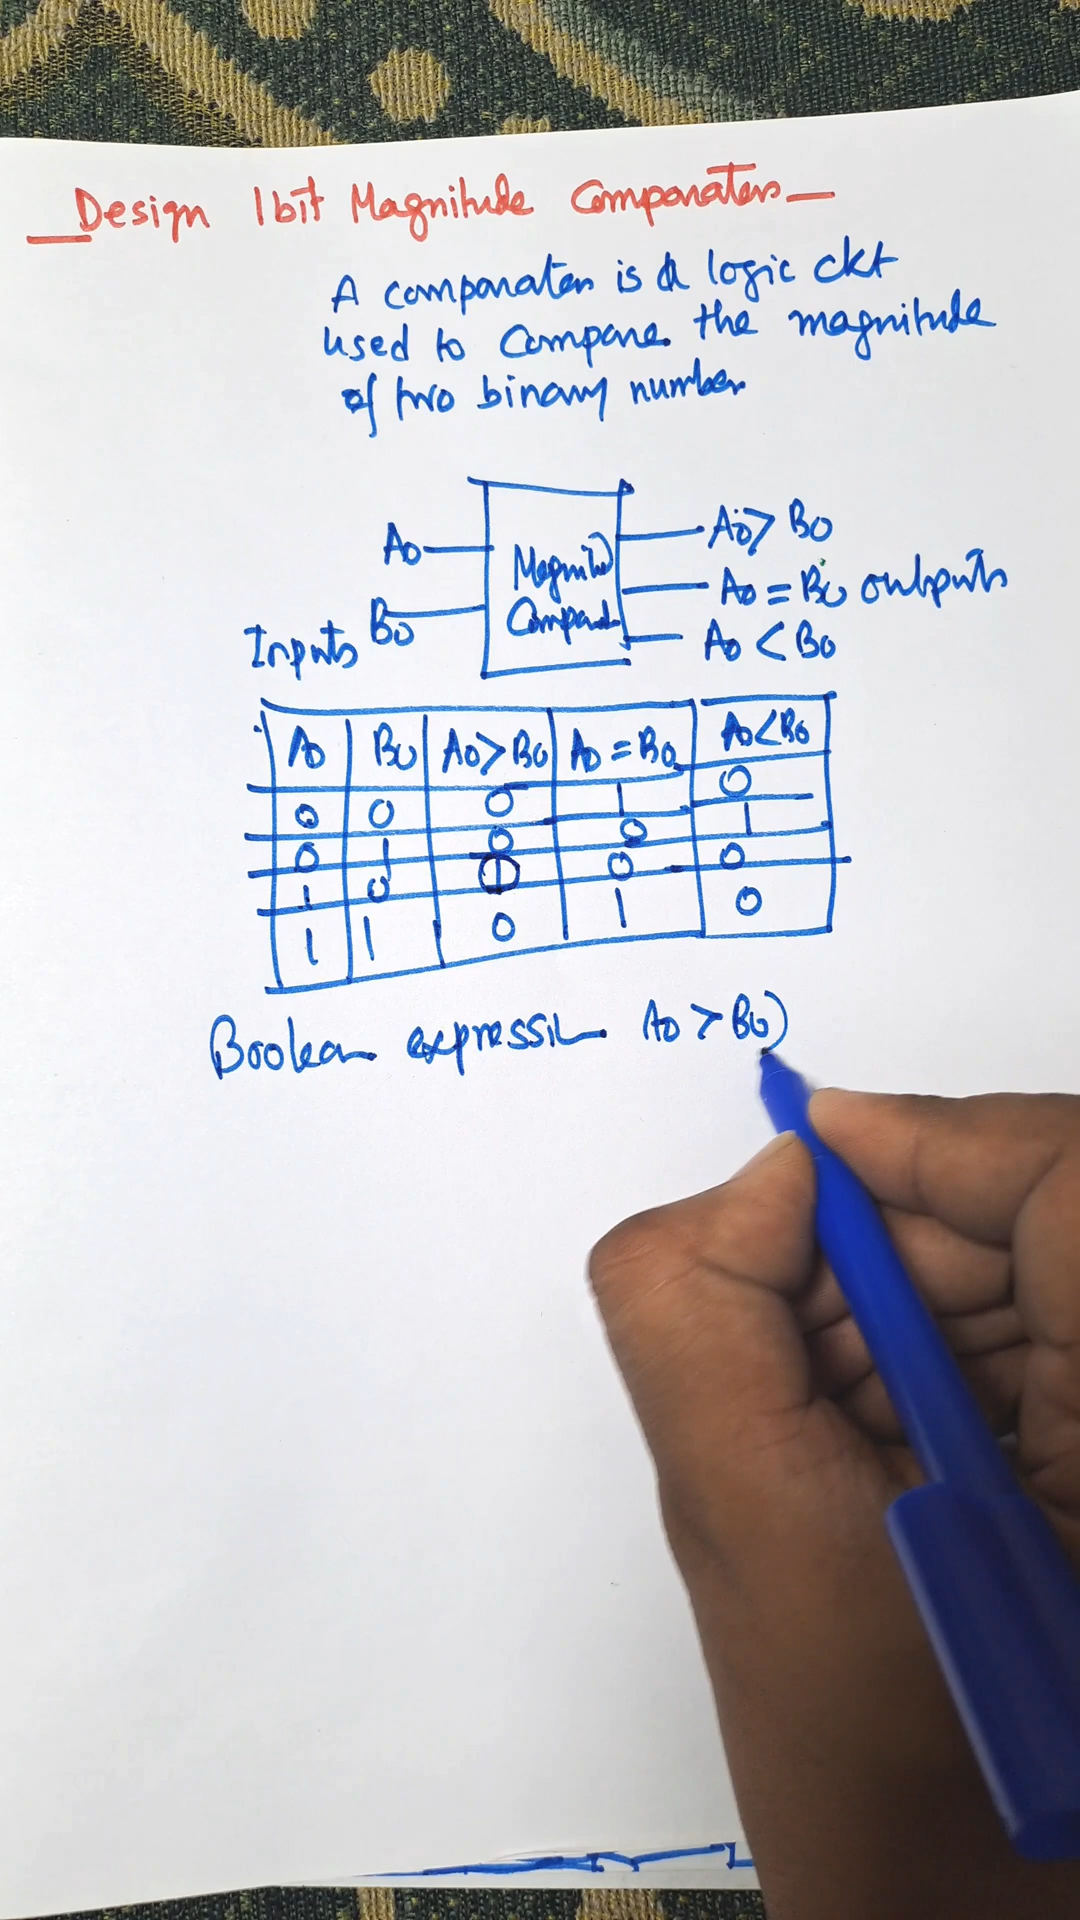 Design 1bit Magnitude Comparators
A comparator is a logic ckt
used to compare the magnitude
of two binary number
A0
B0
Inputs
Magnitud
Comparat
A0 > B0
A0 = B0 outputs
A0 < B0
A0 B0 A0>B0 A0=B0 A0<B0
0 0 0 1 0
0 1 0 0 1
1 0 1 0 0
1 1 0 1 0
Boolean expression A0 > B0)